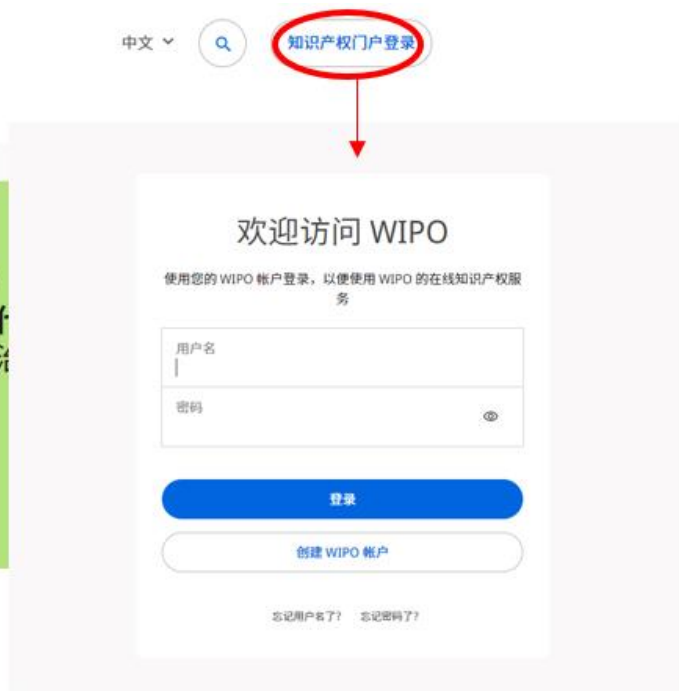 中文
知识产权门户登录
欢迎访问 WIPO
使用您的 WIPO 帐户登录，以便使用 WIPO 的在线知识产权服
务
用户名
密码
登录
创建 WIPO 帐户
忘记用户名了? 忘记密码了?